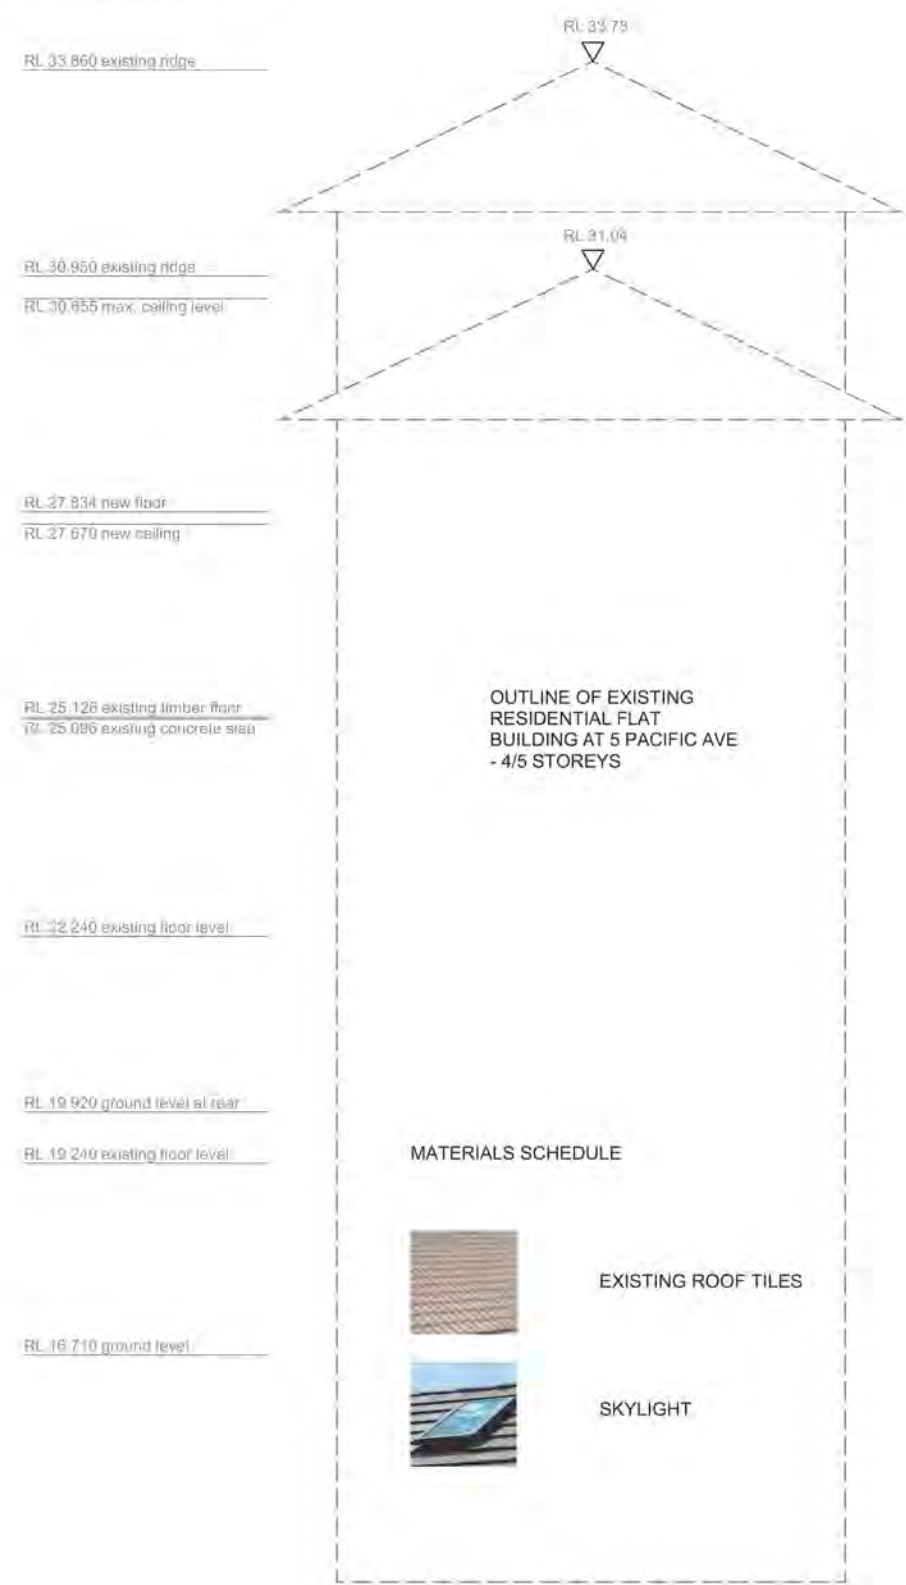 RL 33.73
RL 33.860 existing ridge
RL 31.04
RL 30.950 existing ridge
RL 30.655 max. ceiling level
RL 27.834 new floor
RL 27.670 new ceiling
RL 25.126 existing timber floor
RL 25.096 existing concrete slab
OUTLINE OF EXISTING
RESIDENTIAL FLAT
BUILDING AT 5 PACIFIC AVE
- 4/5 STOREYS
RL 22.240 existing floor level
RL 19.920 ground level at rear
RL 19.240 existing floor level
MATERIALS SCHEDULE
EXISTING ROOF TILES
RL 16.710 ground level
SKYLIGHT